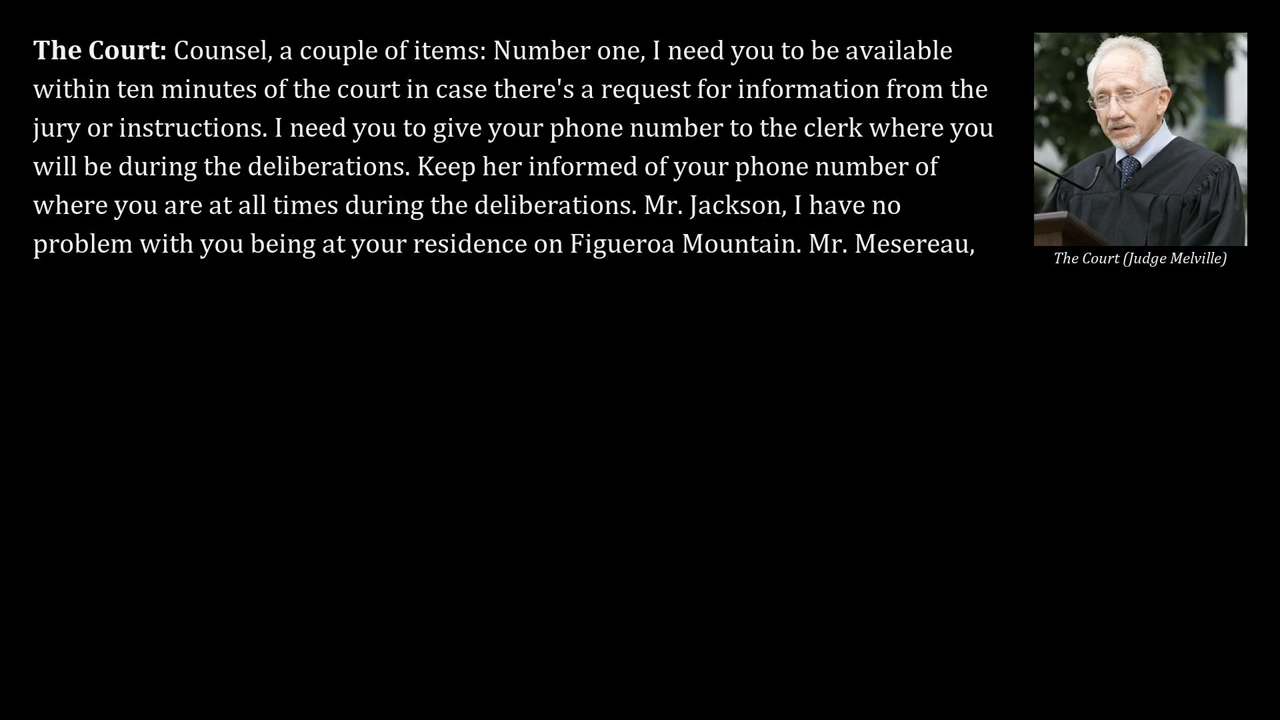 The Court: Counsel, a couple of items: Number one, I need you to be available
within ten minutes of the court in case there's a request for information from the
jury or instructions. I need you to give your phone number to the clerk where you
will be during the deliberations. Keep her informed of your phone number of
where you are at all times during the deliberations. Mr. Jackson, I have no
problem with you being at your residence on Figueroa Mountain. Mr. Mesereau,
The Court (Judge Melville)